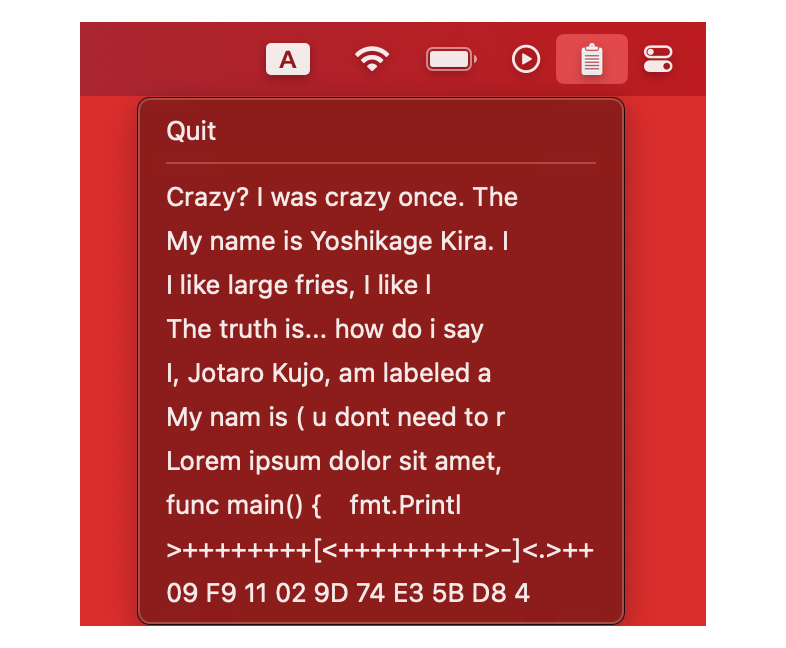 A
Quit
Crazy? I was crazy once. The
My name is Yoshikage Kira. I
I like large fries, I like l
The truth is... how do i say
I, Jotaro Kujo, am labeled a
My nam is ( u dont need to r
Lorem ipsum dolor sit amet,
func main() {    fmt.Printl
>++++++++[<+++++++++>-]<.>++
09 F9 11 02 9D 74 E3 5B D8 4